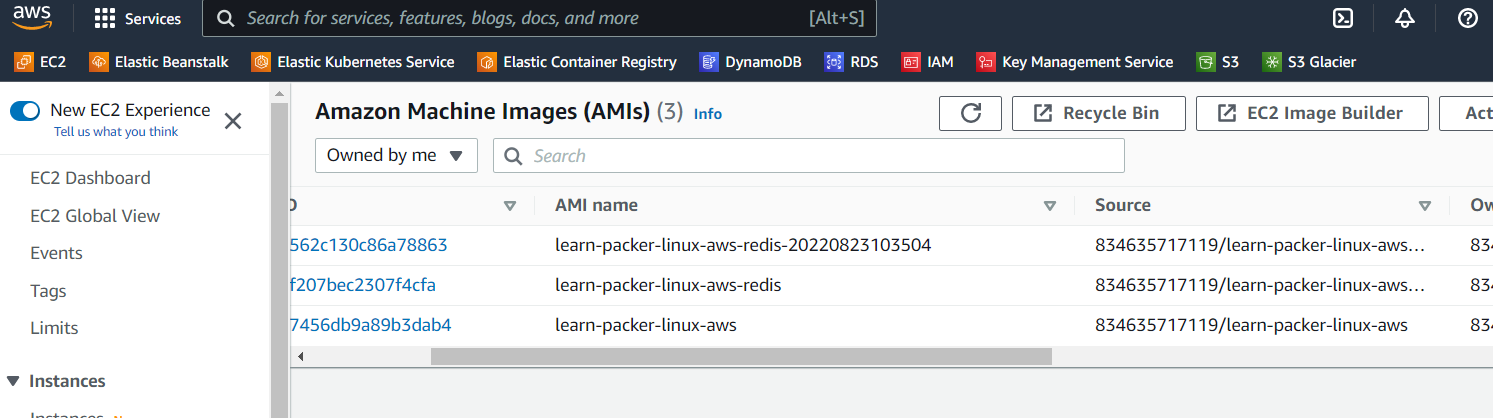 aws Services Search for services, features, blogs, docs, and more [Alt+S]
EC2 Elastic Beanstalk Elastic Kubernetes Service Elastic Container Registry DynamoDB RDS IAM Key Management Service S3 S3 Glacier
New EC2 Experience
Tell us what you think
EC2 Dashboard
EC2 Global View
Events
Tags
Limits
Instances
Instances
Amazon Machine Images (AMIs) (3) Info Recycle Bin EC2 Image Builder Act
Owned by me Search
D AMI name Source Ow
562c130c86a78863 learn-packer-linux-aws-redis-20220823103504 834635717119/learn-packer-linux-aws… 834
f207bec2307f4cfa learn-packer-linux-aws-redis 834635717119/learn-packer-linux-aws… 834
7456db9a89b3dab4 learn-packer-linux-aws 834635717119/learn-packer-linux-aws 834